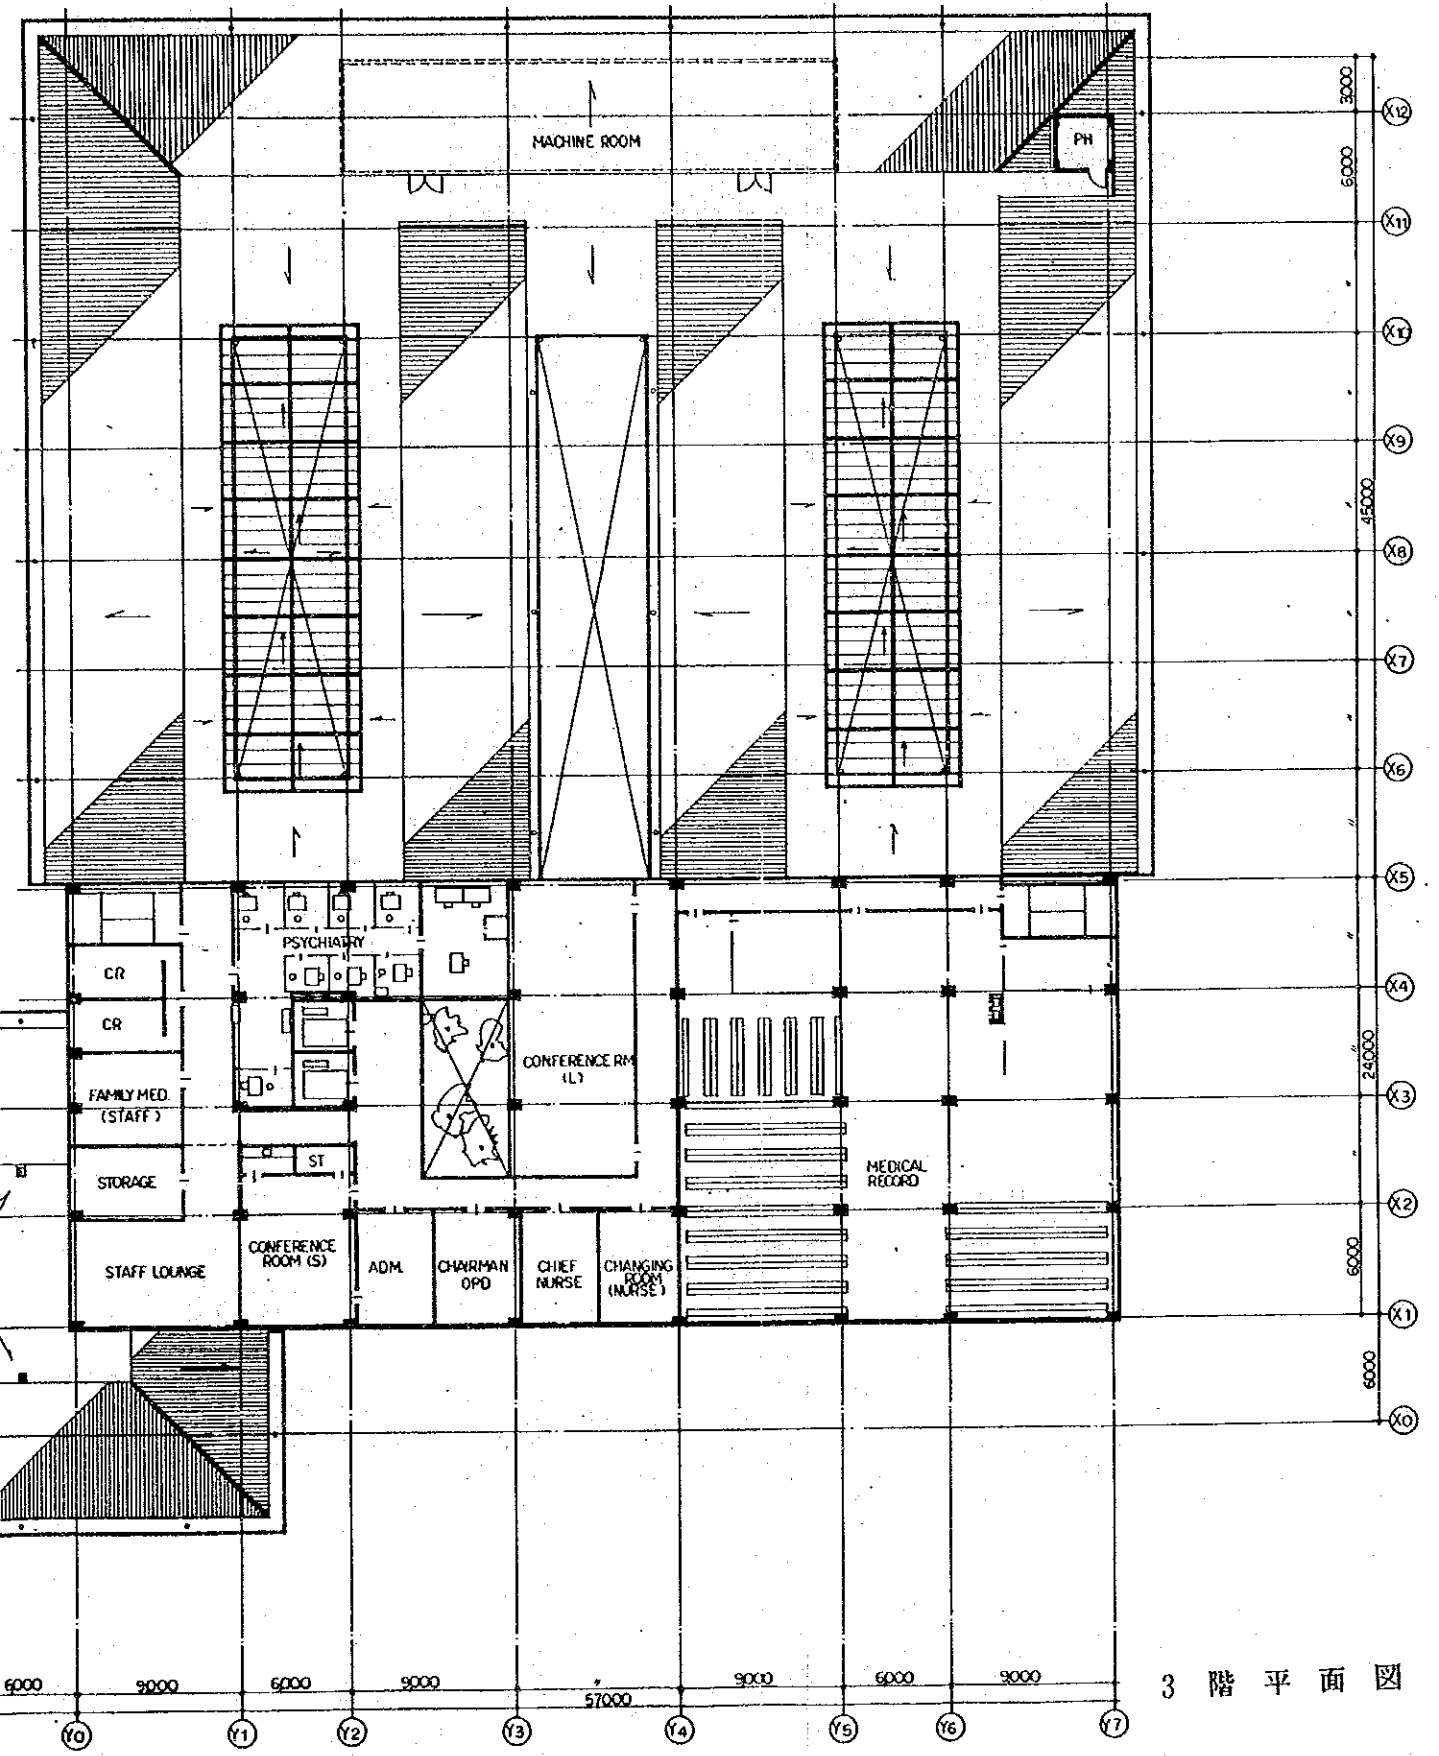 3000
X12
MACHINE ROOM
PH
6000
X11
X10
X9
45000
X8
X7
X6
X5
PSYCHIATRY
CR
X4
CR
CONFERENCE RM
(L)
24000
FAMILY MED.
(STAFF)
X3
ST
STORAGE
MEDICAL
RECORD
X2
CONFERENCE
ROOM (S)
STAFF LOUNGE
ADM.
CHAIRMAN
OPD
CHIEF
NURSE
CHANGING
ROOM
(NURSE)
6000
X1
6000
X0
6000
9000
6000
9000
"
9000
6000
9000
57000
3 階 平 面 図
Y0
Y1
Y2
Y3
Y4
Y5
Y6
Y7